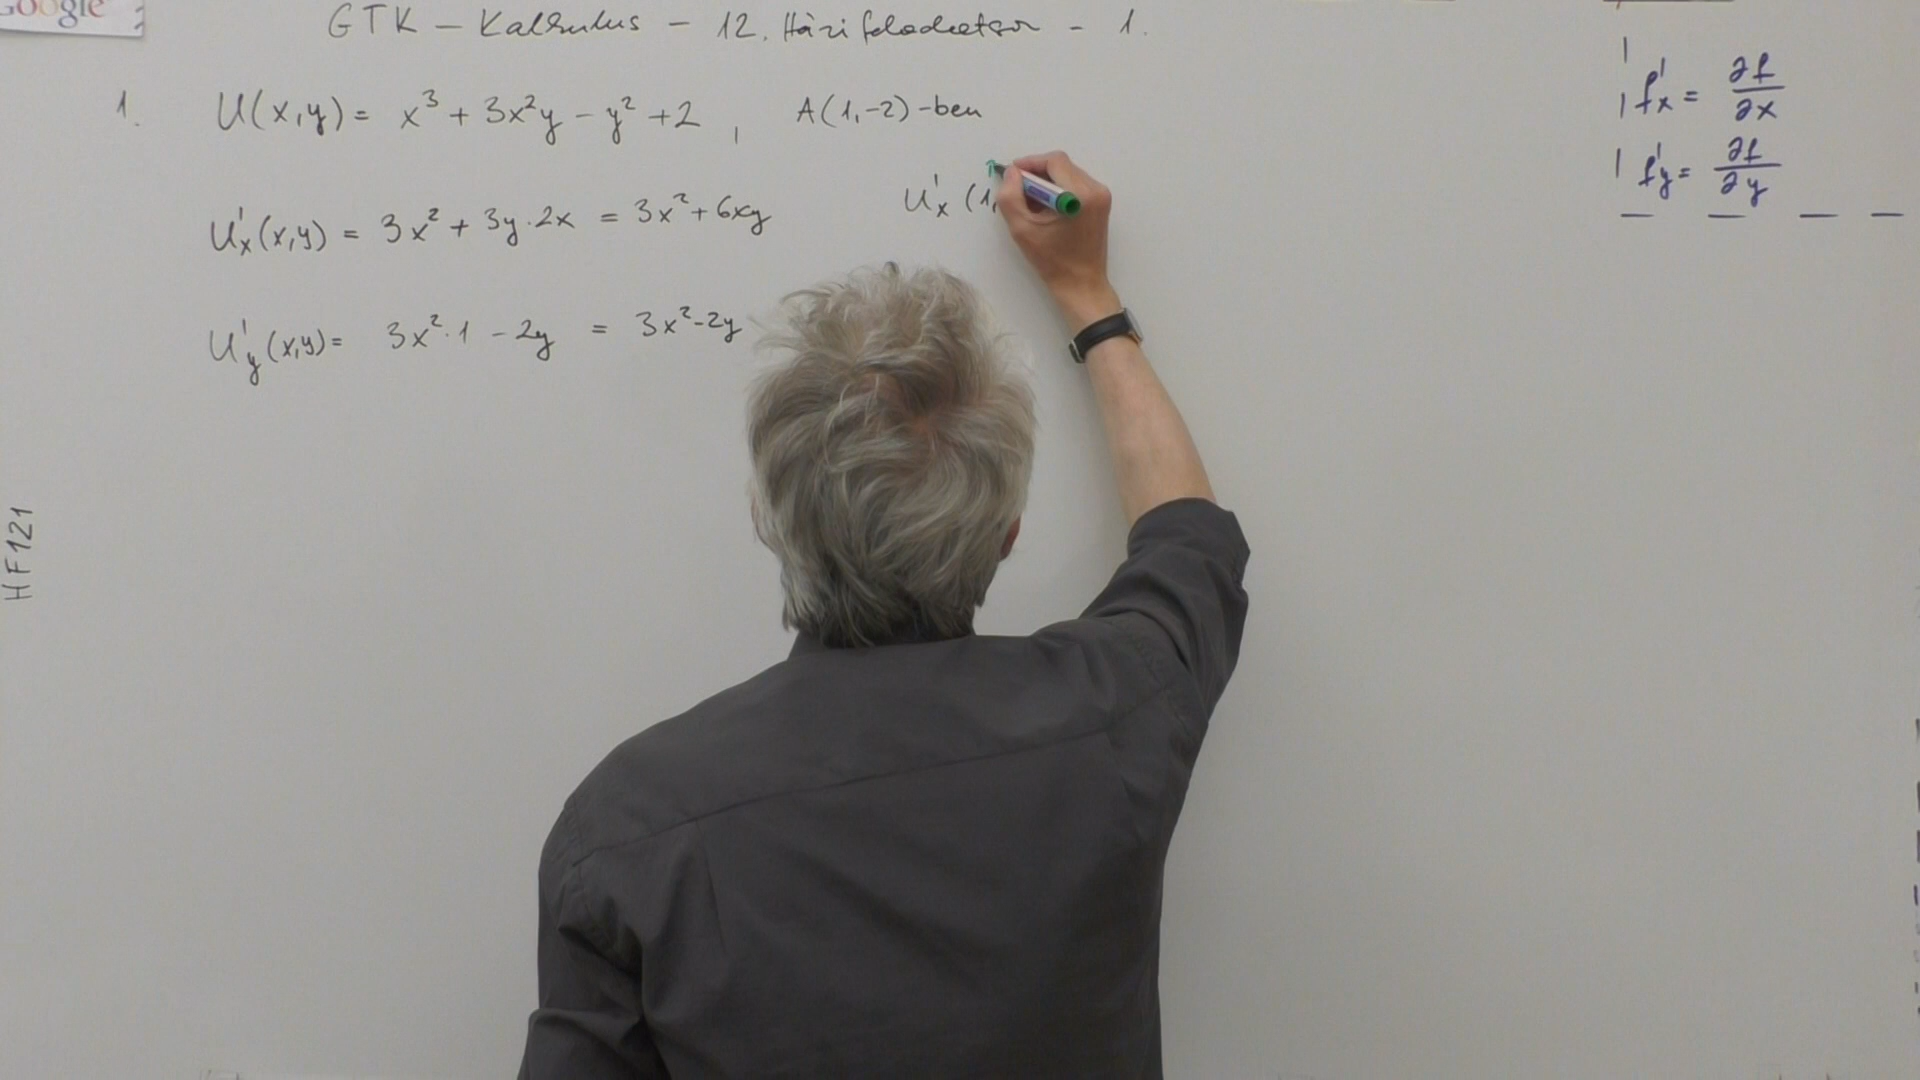 Google
GTK – Kalkulus – 12. Házi feladatsor – 1.
1. U(x,y) = x³ + 3x²y – y² + 2 , A(1,-2)-ben
U'x(x,y) = 3x² + 3y·2x = 3x² + 6xy
U'x (1,
U'y(x,y) = 3x²·1 – 2y = 3x²-2y
f'x = ∂f/∂x
f'y = ∂f/∂y
HF121